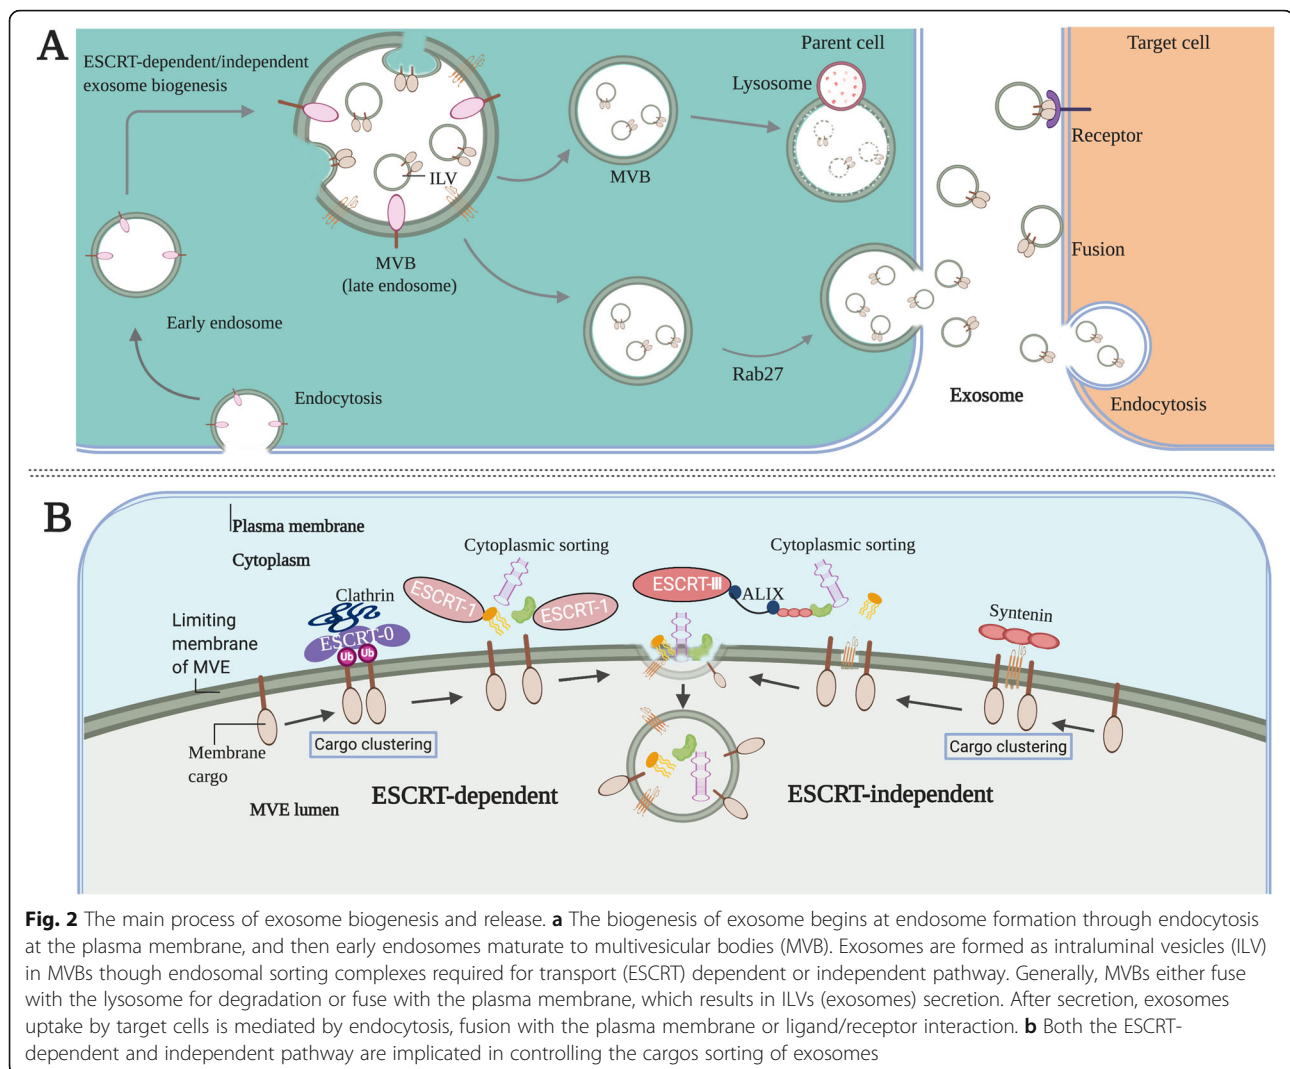 A
ESCRT-dependent/independent
exosome biogenesis
Parent cell
Target cell
Lysosome
Receptor
ILV
MVB
MVB
(late endosome)
Fusion
Early endosome
Rab27
Endocytosis
Exosome
Endocytosis
B
Plasma membrane
Cytoplasm
Cytoplasmic sorting
Cytoplasmic sorting
Clathrin
ESCRT-1
ESCRT-1
ESCRT-III
ALIX
Syntenin
Limiting
membrane
of MVE
ESCRT-0
Ub
Ub
Membrane
cargo
Cargo clustering
Cargo clustering
ESCRT-dependent
ESCRT-independent
MVE lumen
Fig. 2 The main process of exosome biogenesis and release. a The biogenesis of exosome begins at endosome formation through endocytosis
at the plasma membrane, and then early endosomes maturate to multivesicular bodies (MVB). Exosomes are formed as intraluminal vesicles (ILV)
in MVBs though endosomal sorting complexes required for transport (ESCRT) dependent or independent pathway. Generally, MVBs either fuse
with the lysosome for degradation or fuse with the plasma membrane, which results in ILVs (exosomes) secretion. After secretion, exosomes
uptake by target cells is mediated by endocytosis, fusion with the plasma membrane or ligand/receptor interaction. b Both the ESCRT-
dependent and independent pathway are implicated in controlling the cargos sorting of exosomes